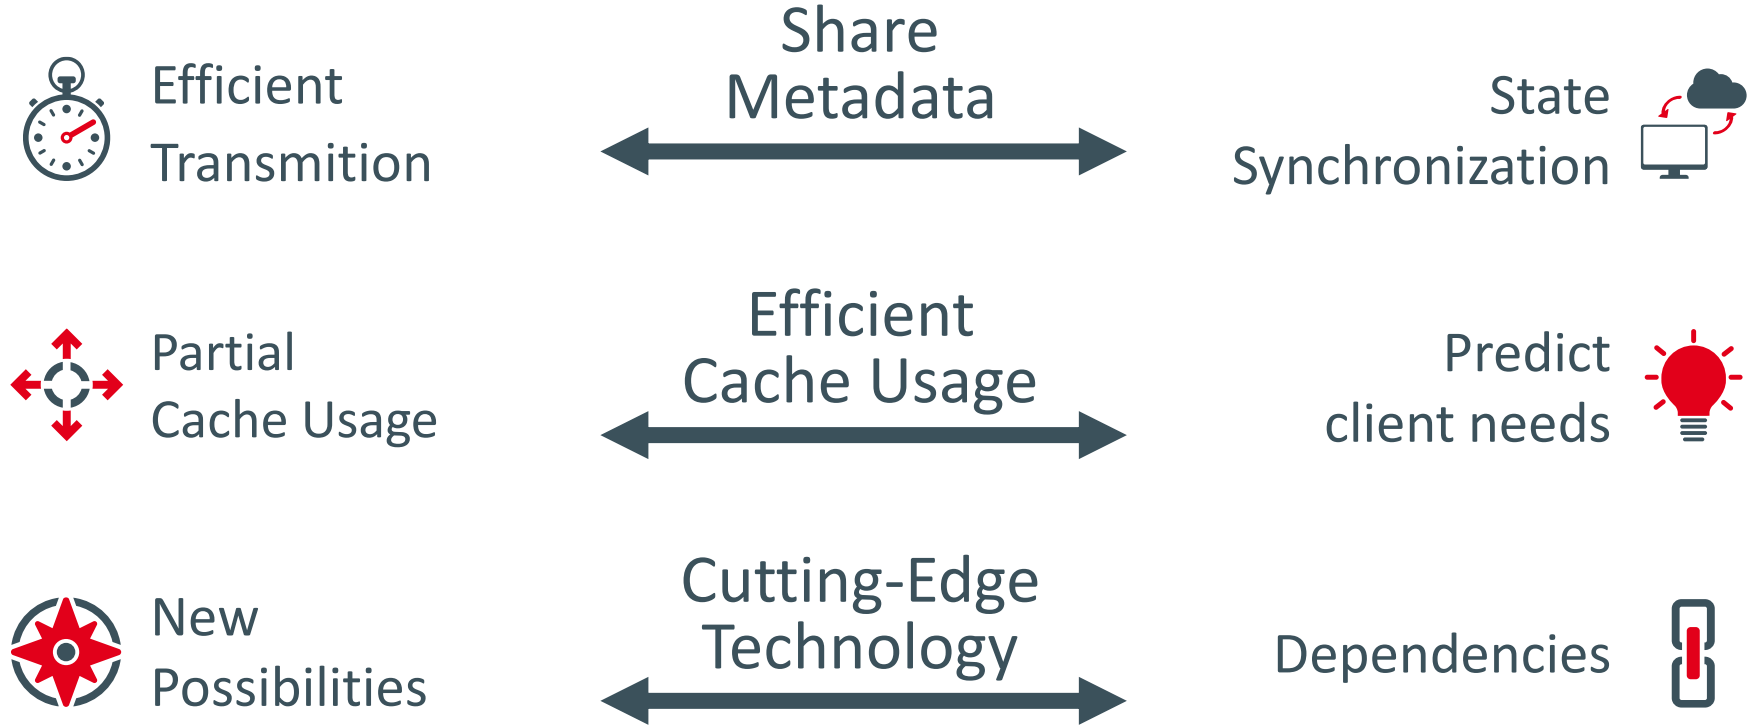 Efficient
Transmition
Share
Metadata
State
Synchronization
Partial
Cache Usage
Efficient
Cache Usage
Predict
client needs
New
Possibilities
Cutting-Edge
Technology
Dependencies